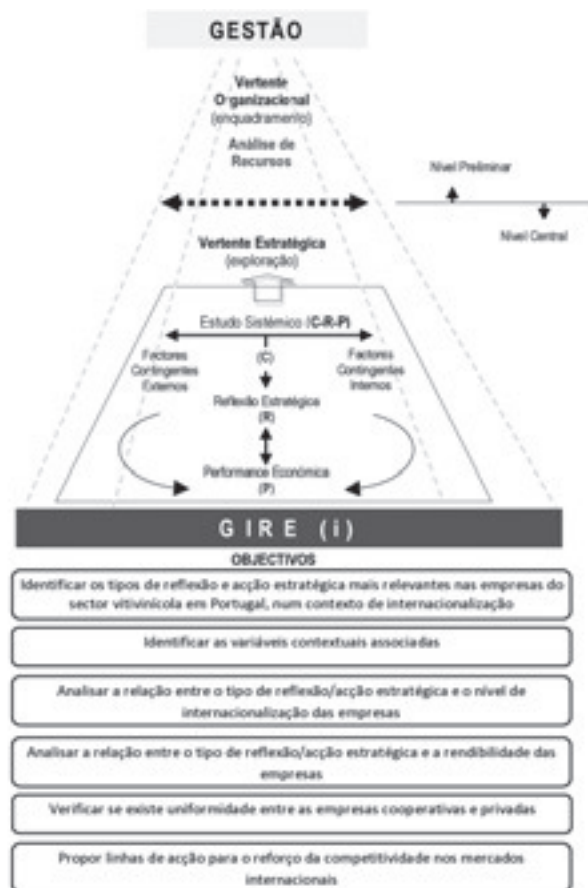 GESTÃO
Vertente
Organizacional
(enquadramento)
Análise de
Recursos
Nível Preliminar
Nível Central
Vertente Estratégica
(exploração)
Estudo Sistémico (C-R-P)
Factores
Contingentes
Externos
(C)
Factores
Contingentes
Internos
Reflexão Estratégica
(R)
Performance Económica
(P)
GIRE (i)
OBJECTIVOS
Identificar os tipos de reflexão e acção estratégica mais relevantes nas empresas do
sector vitivinícola em Portugal, num contexto de internacionalização
Identificar as variáveis contextuais associadas
Analisar a relação entre o tipo de reflexão/acção estratégica e o nível de
internacionalização das empresas
Analisar a relação entre o tipo de reflexão/acção estratégica e a rendibilidade das
empresas
Verificar se existe uniformidade entre as empresas cooperativas e privadas
Propor linhas de acção para o reforço da competitividade nos mercados
internacionais